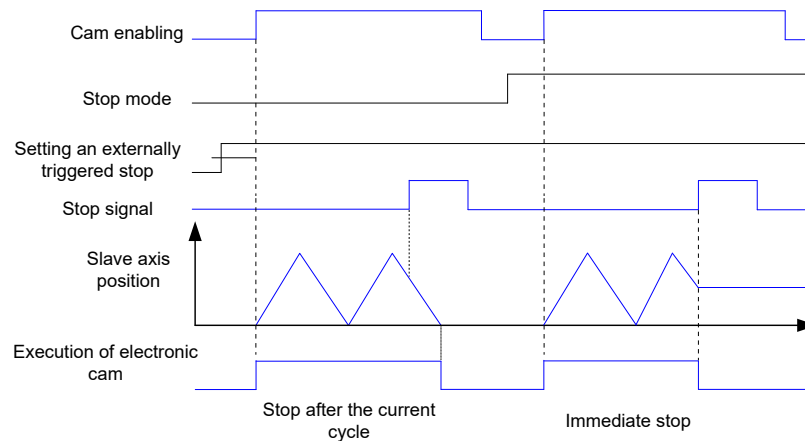 Cam enabling
Stop mode
Setting an externally
triggered stop
Stop signal
Slave axis
position
Execution of electronic
cam
Stop after the current
cycle
Immediate stop